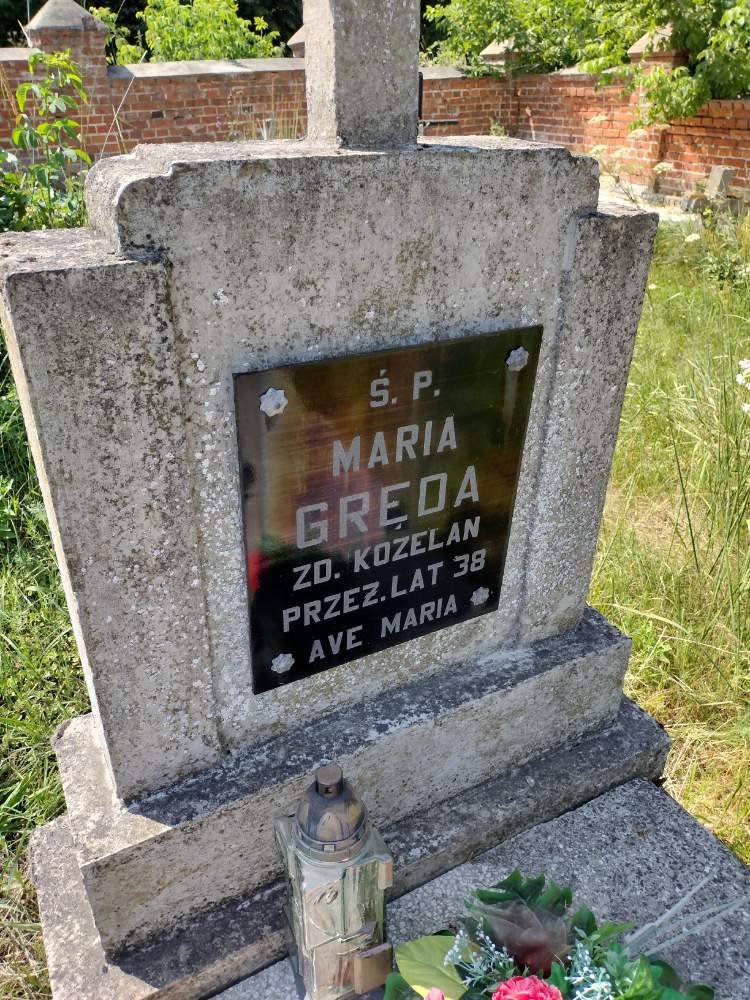 Ś. P.
MARIA
GRĘDA
ZD. KOZELAN
PRZEZ. LAT 38
AVE MARIA